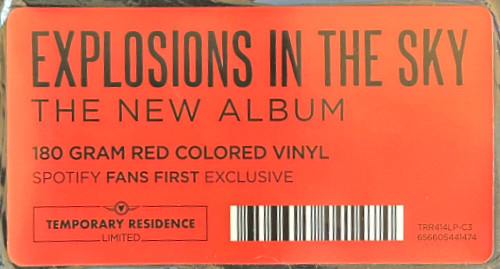 EXPLOSIONS IN THE SKY
THE NEW ALBUM
180 GRAM RED COLORED VINYL
SPOTIFY FANS FIRST EXCLUSIVE
TEMPORARY RESIDENCE
LIMITED
TRR414LP-C3
656605441474